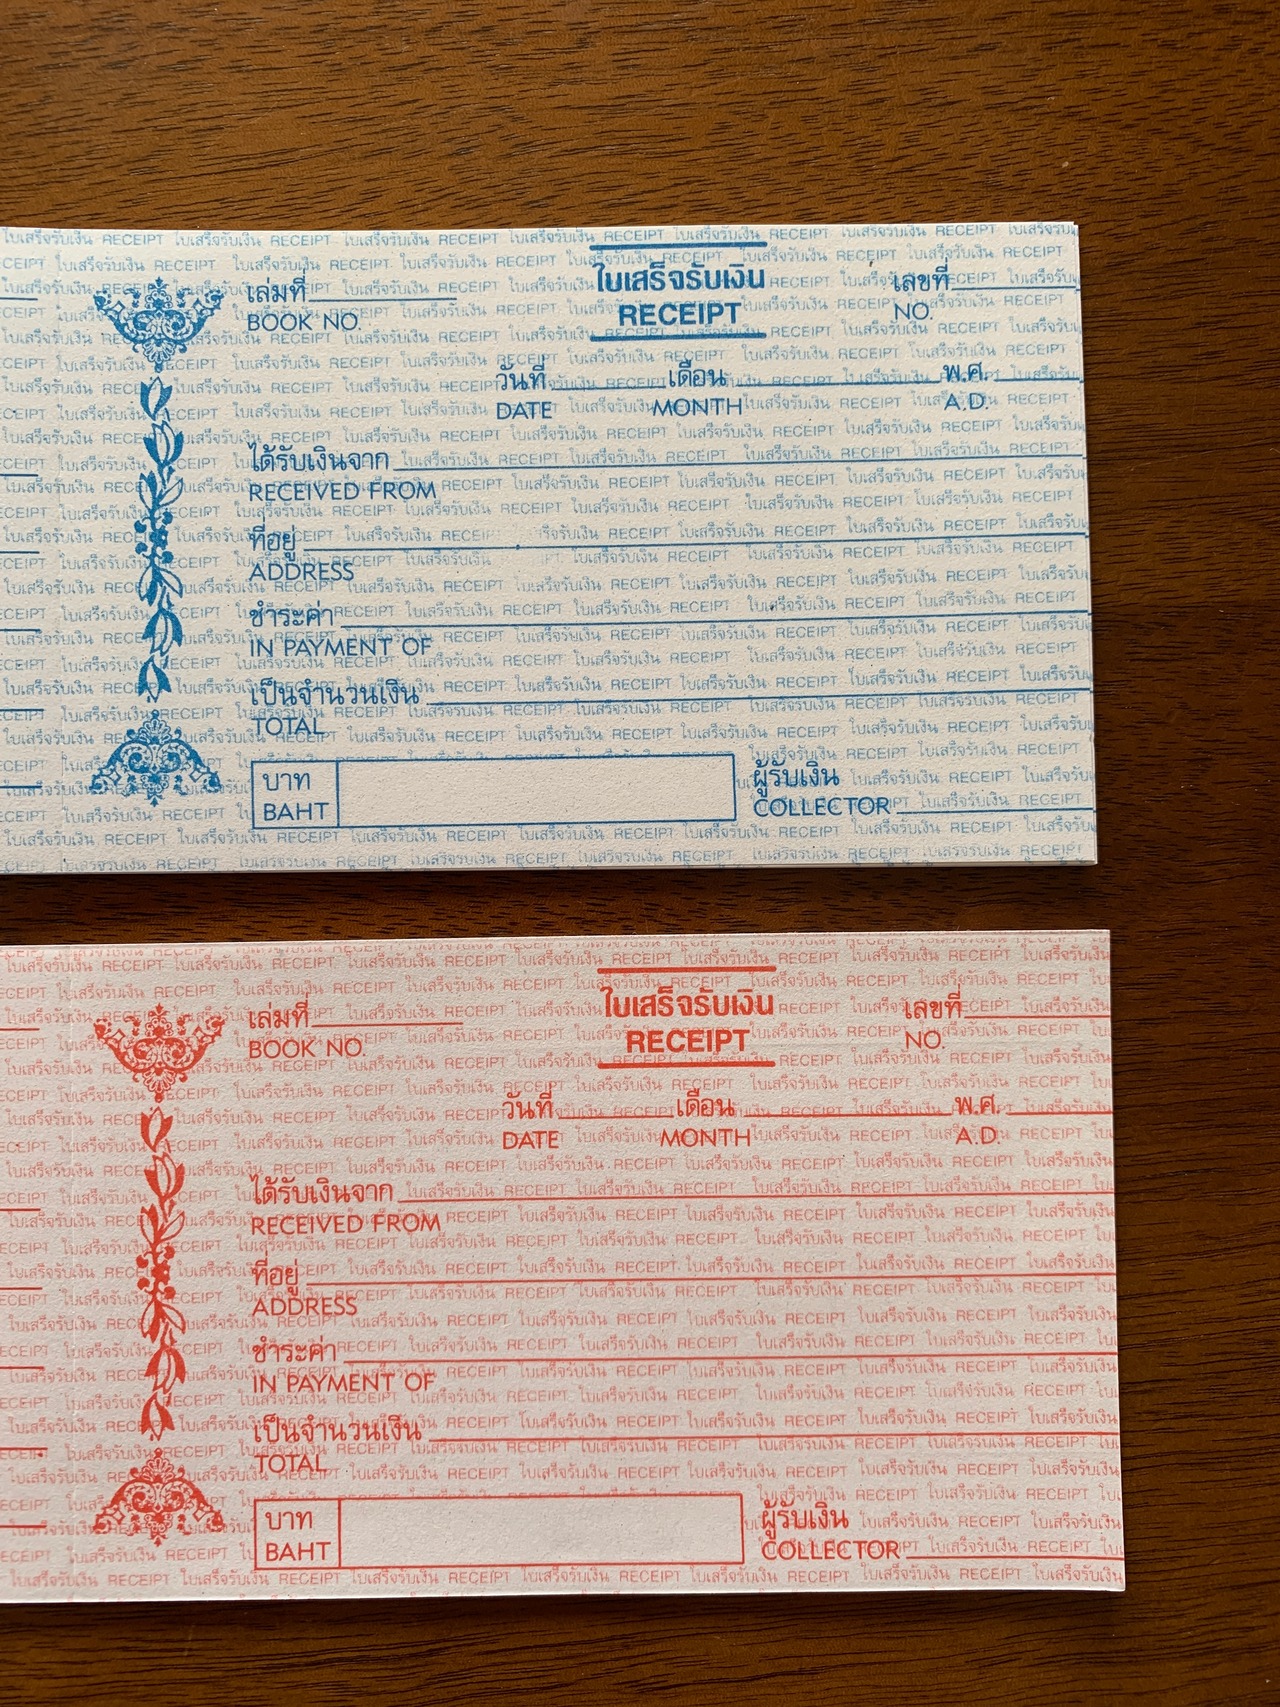 ใบเสร็จรับเงิน
RECEIPT
เล่มที่ เลขที่
BOOK NO. NO.
วันที่ เดือน พ.ศ.
DATE MONTH A.D.
ได้รับเงินจาก
RECEIVED FROM
ที่อยู่
ADDRESS
ชำระค่า
IN PAYMENT OF
เป็นจำนวนเงิน
TOTAL
บาท ผู้รับเงิน
BAHT COLLECTOR
ใบเสร็จรับเงิน
RECEIPT
เล่มที่ เลขที่
BOOK NO. NO.
วันที่ เดือน พ.ศ.
DATE MONTH A.D.
ได้รับเงินจาก
RECEIVED FROM
ที่อยู่
ADDRESS
ชำระค่า
IN PAYMENT OF
เป็นจำนวนเงิน
TOTAL
บาท ผู้รับเงิน
BAHT COLLECTOR